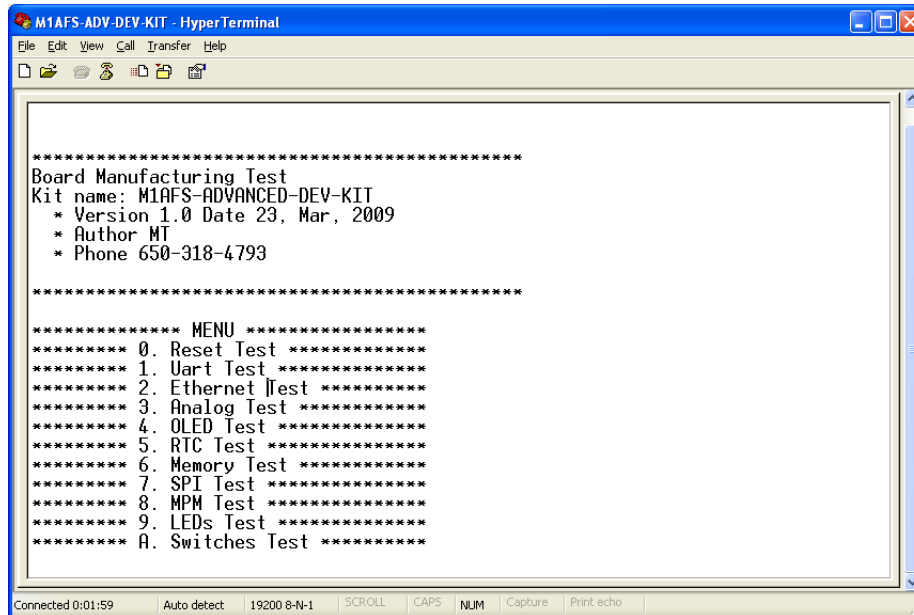 M1AFS-ADV-DEV-KIT - HyperTerminal
File Edit View Call Transfer Help
**********************************************
Board Manufacturing Test
Kit name: M1AFS-ADVANCED-DEV-KIT
* Version 1.0 Date 23, Mar, 2009
* Author MT
* Phone 650-318-4793
**********************************************
************** MENU *****************
********* 0. Reset Test *************
********* 1. Uart Test **************
********* 2. Ethernet Test **********
********* 3. Analog Test ************
********* 4. OLED Test **************
********* 5. RTC Test ***************
********* 6. Memory Test ************
********* 7. SPI Test ***************
********* 8. MPM Test ***************
********* 9. LEDs Test **************
********* A. Switches Test **********
Connected 0:01:59 Auto detect 19200 8-N-1 SCROLL CAPS NUM Capture Print echo